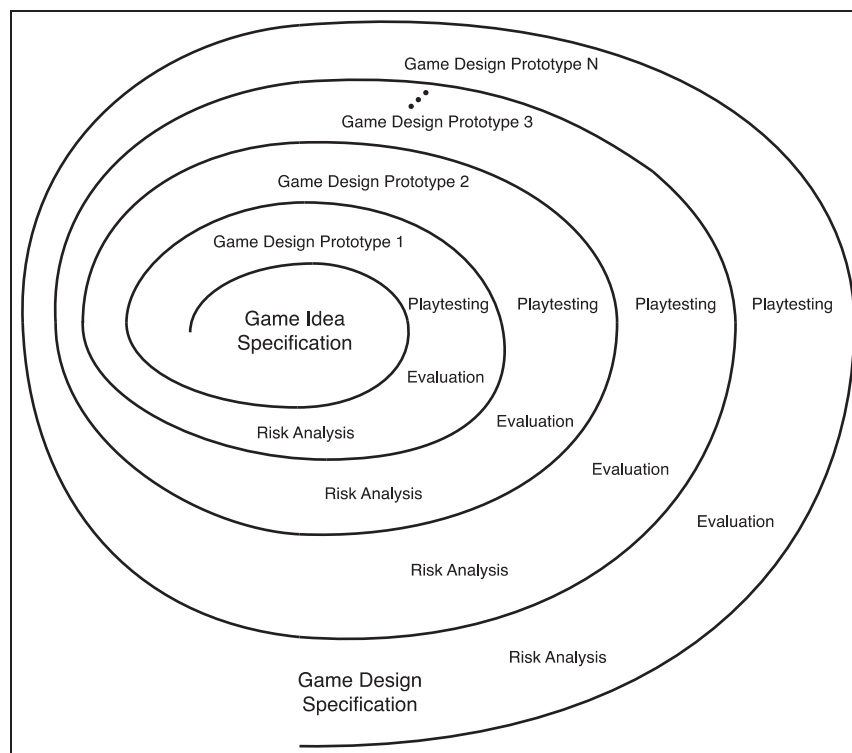 Game Design Prototype N
Game Design Prototype 3
Game Design Prototype 2
Game Design Prototype 1
Game Idea
Specification
Playtesting
Playtesting
Playtesting
Playtesting
Evaluation
Evaluation
Evaluation
Evaluation
Risk Analysis
Risk Analysis
Risk Analysis
Risk Analysis
Game Design
Specification